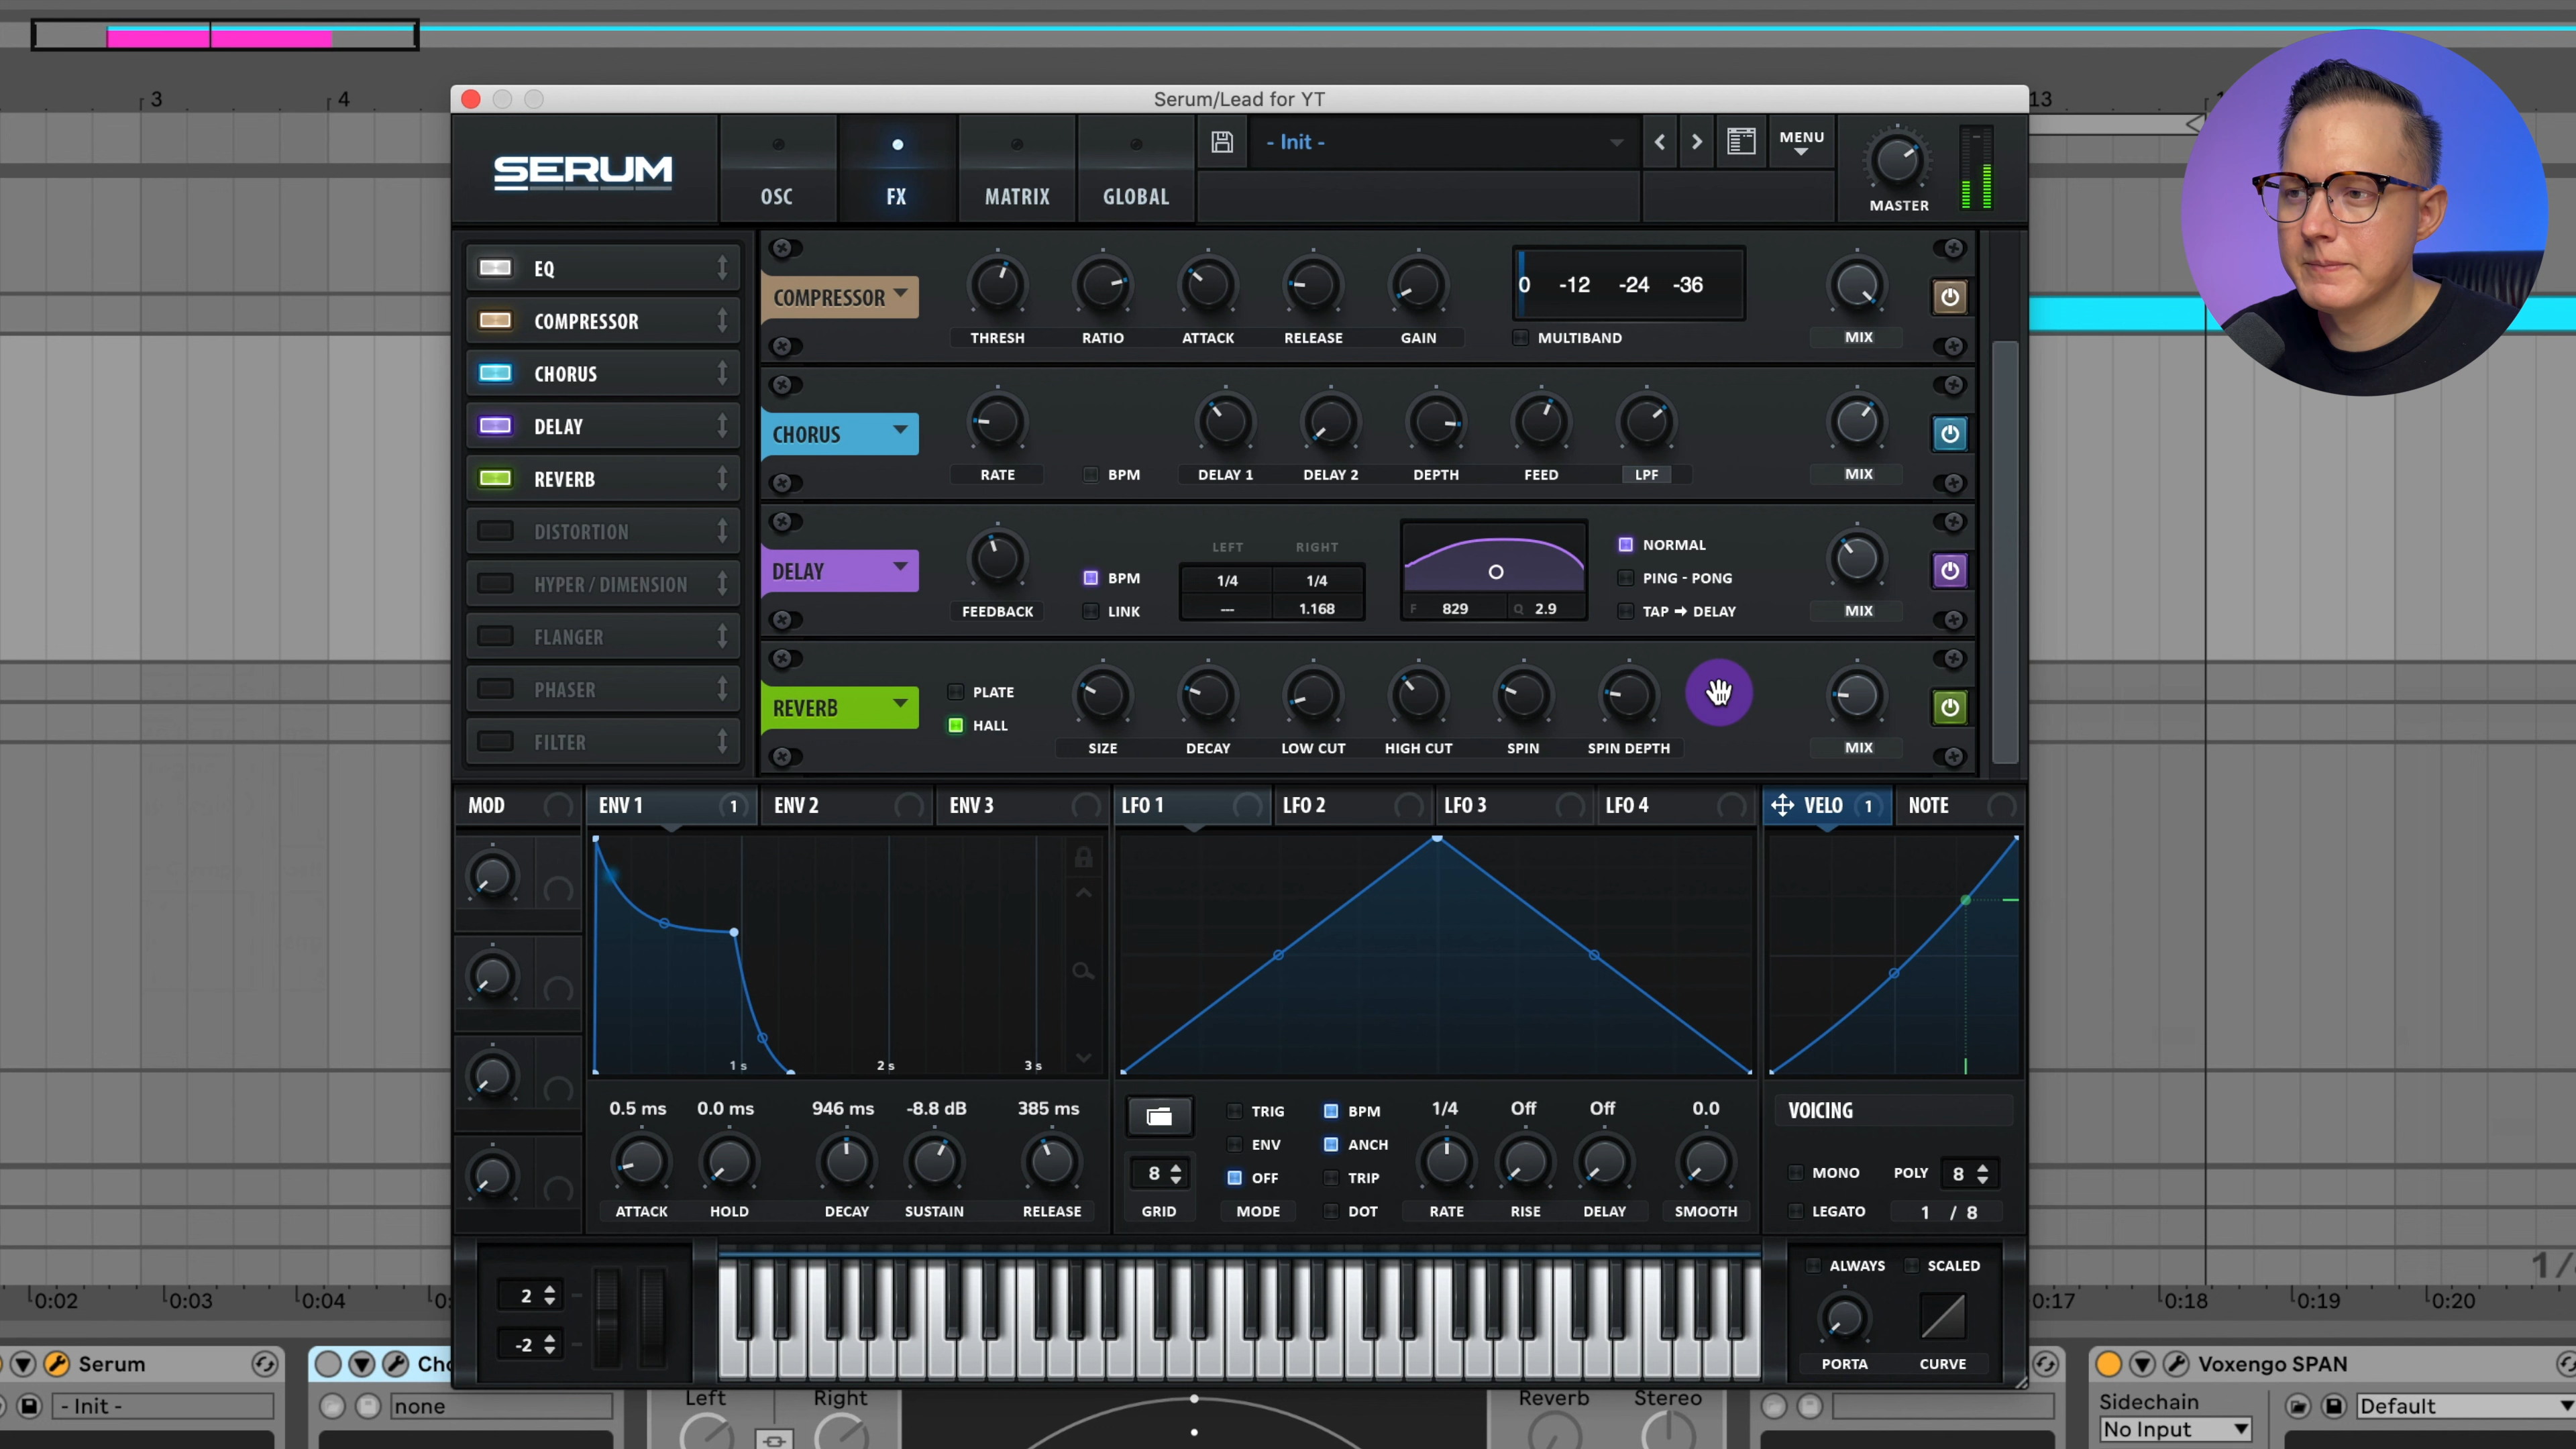 3
4
Serum/Lead for YT
13
SERUM
OSC
FX
MATRIX
GLOBAL
- Init -
MENU
MASTER
EQ
COMPRESSOR
CHORUS
DELAY
REVERB
DISTORTION
HYPER / DIMENSION
FLANGER
PHASER
FILTER
COMPRESSOR
THRESH
RATIO
ATTACK
RELEASE
GAIN
0 -12 -24 -36
MULTIBAND
MIX
CHORUS
RATE
BPM
DELAY 1
DELAY 2
DEPTH
FEED
LPF
MIX
DELAY
FEEDBACK
BPM
LINK
LEFT RIGHT
1/4 1/4
--- 1.168
F 829 Q 2.9
NORMAL
PING - PONG
TAP ➔ DELAY
MIX
REVERB
PLATE
HALL
SIZE
DECAY
LOW CUT
HIGH CUT
SPIN
SPIN DEPTH
MIX
MOD
ENV 1 1
ENV 2
ENV 3
LFO 1
LFO 2
LFO 3
LFO 4
VELO 1
NOTE
1 s 2 s 3 s
0.5 ms 0.0 ms 946 ms -8.8 dB 385 ms
ATTACK HOLD DECAY SUSTAIN RELEASE
8
GRID
TRIG
ENV
OFF
MODE
BPM
ANCH
TRIP
DOT
1/4 Off Off 0.0
RATE RISE DELAY SMOOTH
VOICING
MONO POLY 8
LEGATO 1 / 8
2
-2
ALWAYS SCALED
PORTA CURVE
0:02 0:03 0:04
0:17 0:18 0:19 0:20
Serum
- Init -
none
Left Right
Reverb Stereo
Voxengo SPAN
Sidechain
No Input
Default